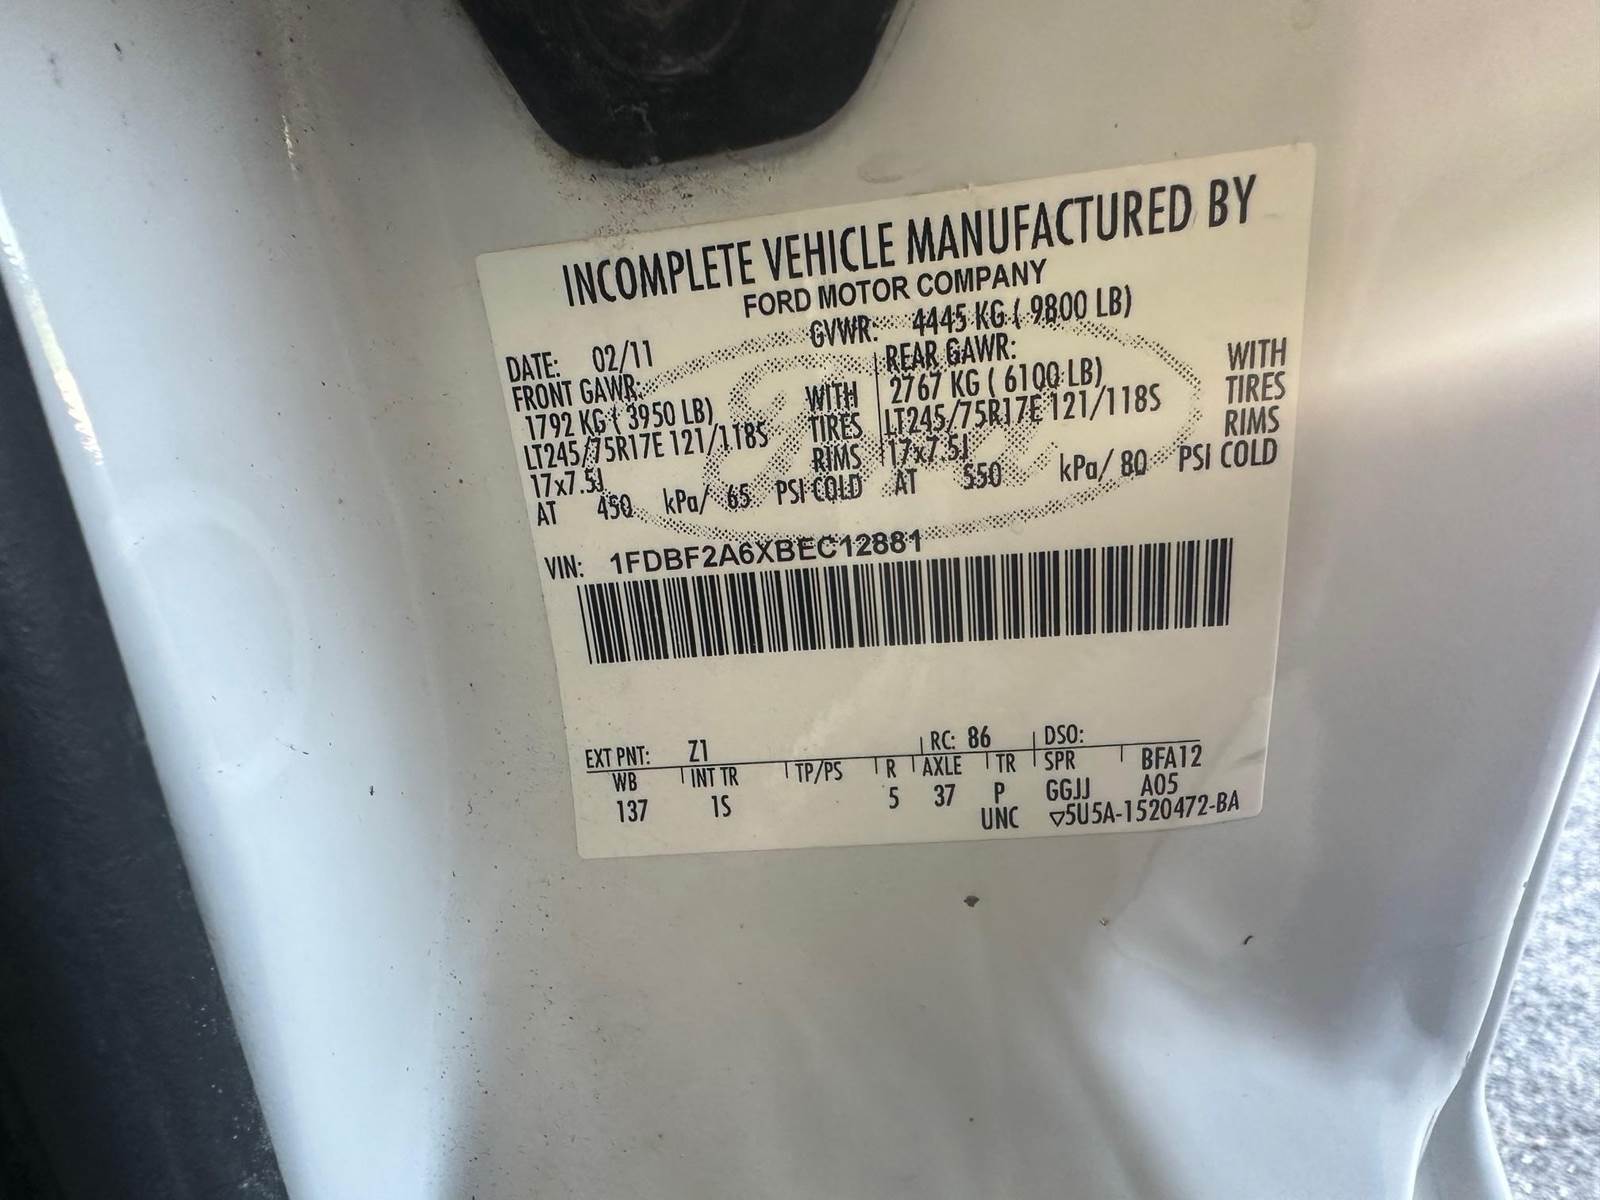 INCOMPLETE VEHICLE MANUFACTURED BY
FORD MOTOR COMPANY
DATE: 02/11 GVWR: 4445 KG ( 9800 LB)
FRONT GAWR: REAR GAWR:
1792 KG ( 3950 LB) WITH 2767 KG ( 6100 LB) WITH
LT245/75R17E 121/118S TIRES LT245/75R17E 121/118S TIRES
17x7.5J RIMS 17x7.5J RIMS
AT 450 kPa/ 65 PSI COLD AT 550 kPa/ 80 PSI COLD
VIN: 1FDBF2A6XBEC12881
EXT PNT: Z1 RC: 86 DSO:
WB INT TR TP/PS R AXLE TR SPR BFA12
137 1S 5 37 P GGJJ A05
UNC ▽5U5A-1520472-BA